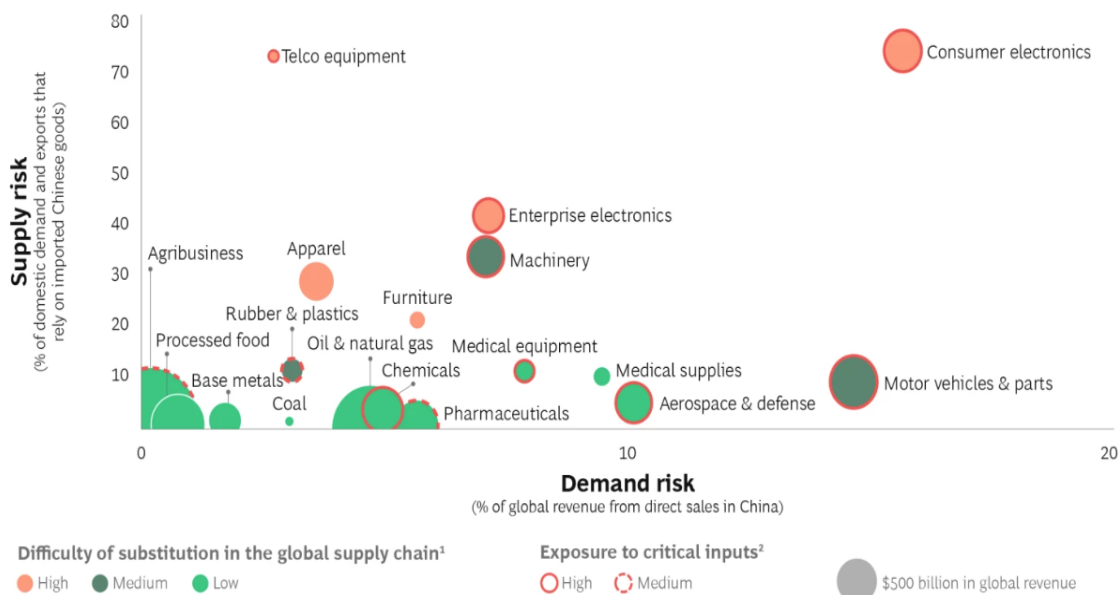 80
70
60
50
40
30
20
10
Supply risk
(% of domestic demand and exports that
rely on imported Chinese goods)
Telco equipment
Consumer electronics
Enterprise electronics
Machinery
Agribusiness
Apparel
Furniture
Rubber & plastics
Processed food
Oil & natural gas
Medical equipment
Base metals
Chemicals
Medical supplies
Motor vehicles & parts
Coal
Pharmaceuticals
Aerospace & defense
0
10
20
Demand risk
(% of global revenue from direct sales in China)
Difficulty of substitution in the global supply chain¹
High Medium Low
Exposure to critical inputs²
High Medium
$500 billion in global revenue